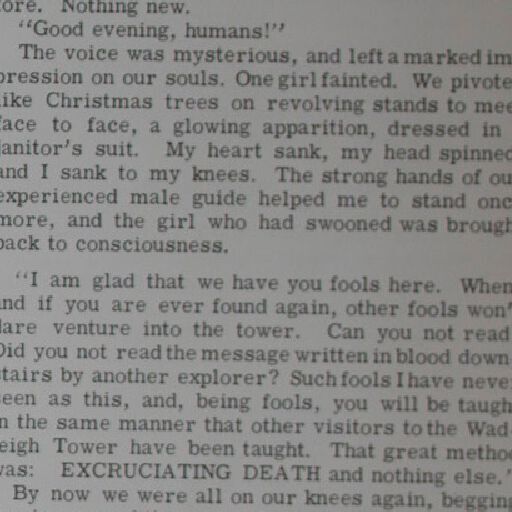 ore. Nothing new.
"Good evening, humans!"
The voice was mysterious, and left a marked im
pression on our souls. One girl fainted. We pivote
like Christmas trees on revolving stands to mee
face to face, a glowing apparition, dressed in
janitor's suit. My heart sank, my head spinned
and I sank to my knees. The strong hands of ou
experienced male guide helped me to stand onc
more, and the girl who had swooned was brough
back to consciousness.
"I am glad that we have you fools here. When
and if you are ever found again, other fools won'
dare venture into the tower. Can you not read
Did you not read the message written in blood down
stairs by another explorer? Such fools I have neve
seen as this, and, being fools, you will be taugh
in the same manner that other visitors to the Wad
leigh Tower have been taught. That great metho
was: EXCRUCIATING DEATH and nothing else."
By now we were all on our knees again, begging